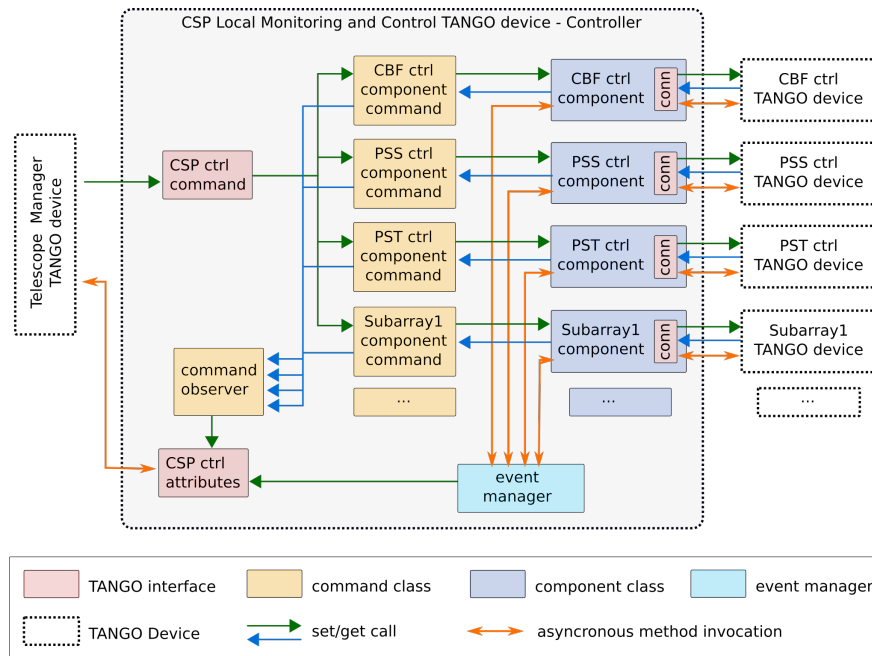 CSP Local Monitoring and Control TANGO device - Controller
Telescope Manager
TANGO device
CSP ctrl
command
CBF ctrl
component
command
CBF ctrl
component
conn
CBF ctrl
TANGO device
PSS ctrl
component
command
PSS ctrl
component
conn
PSS ctrl
TANGO device
PST ctrl
component
command
PST ctrl
component
conn
PST ctrl
TANGO device
Subarray1
component
command
Subarray1
component
conn
Subarray1
TANGO device
...
...
...
command
observer
CSP ctrl
attributes
event
manager
TANGO interface
command class
component class
event manager
TANGO Device
set/get call
asyncronous method invocation